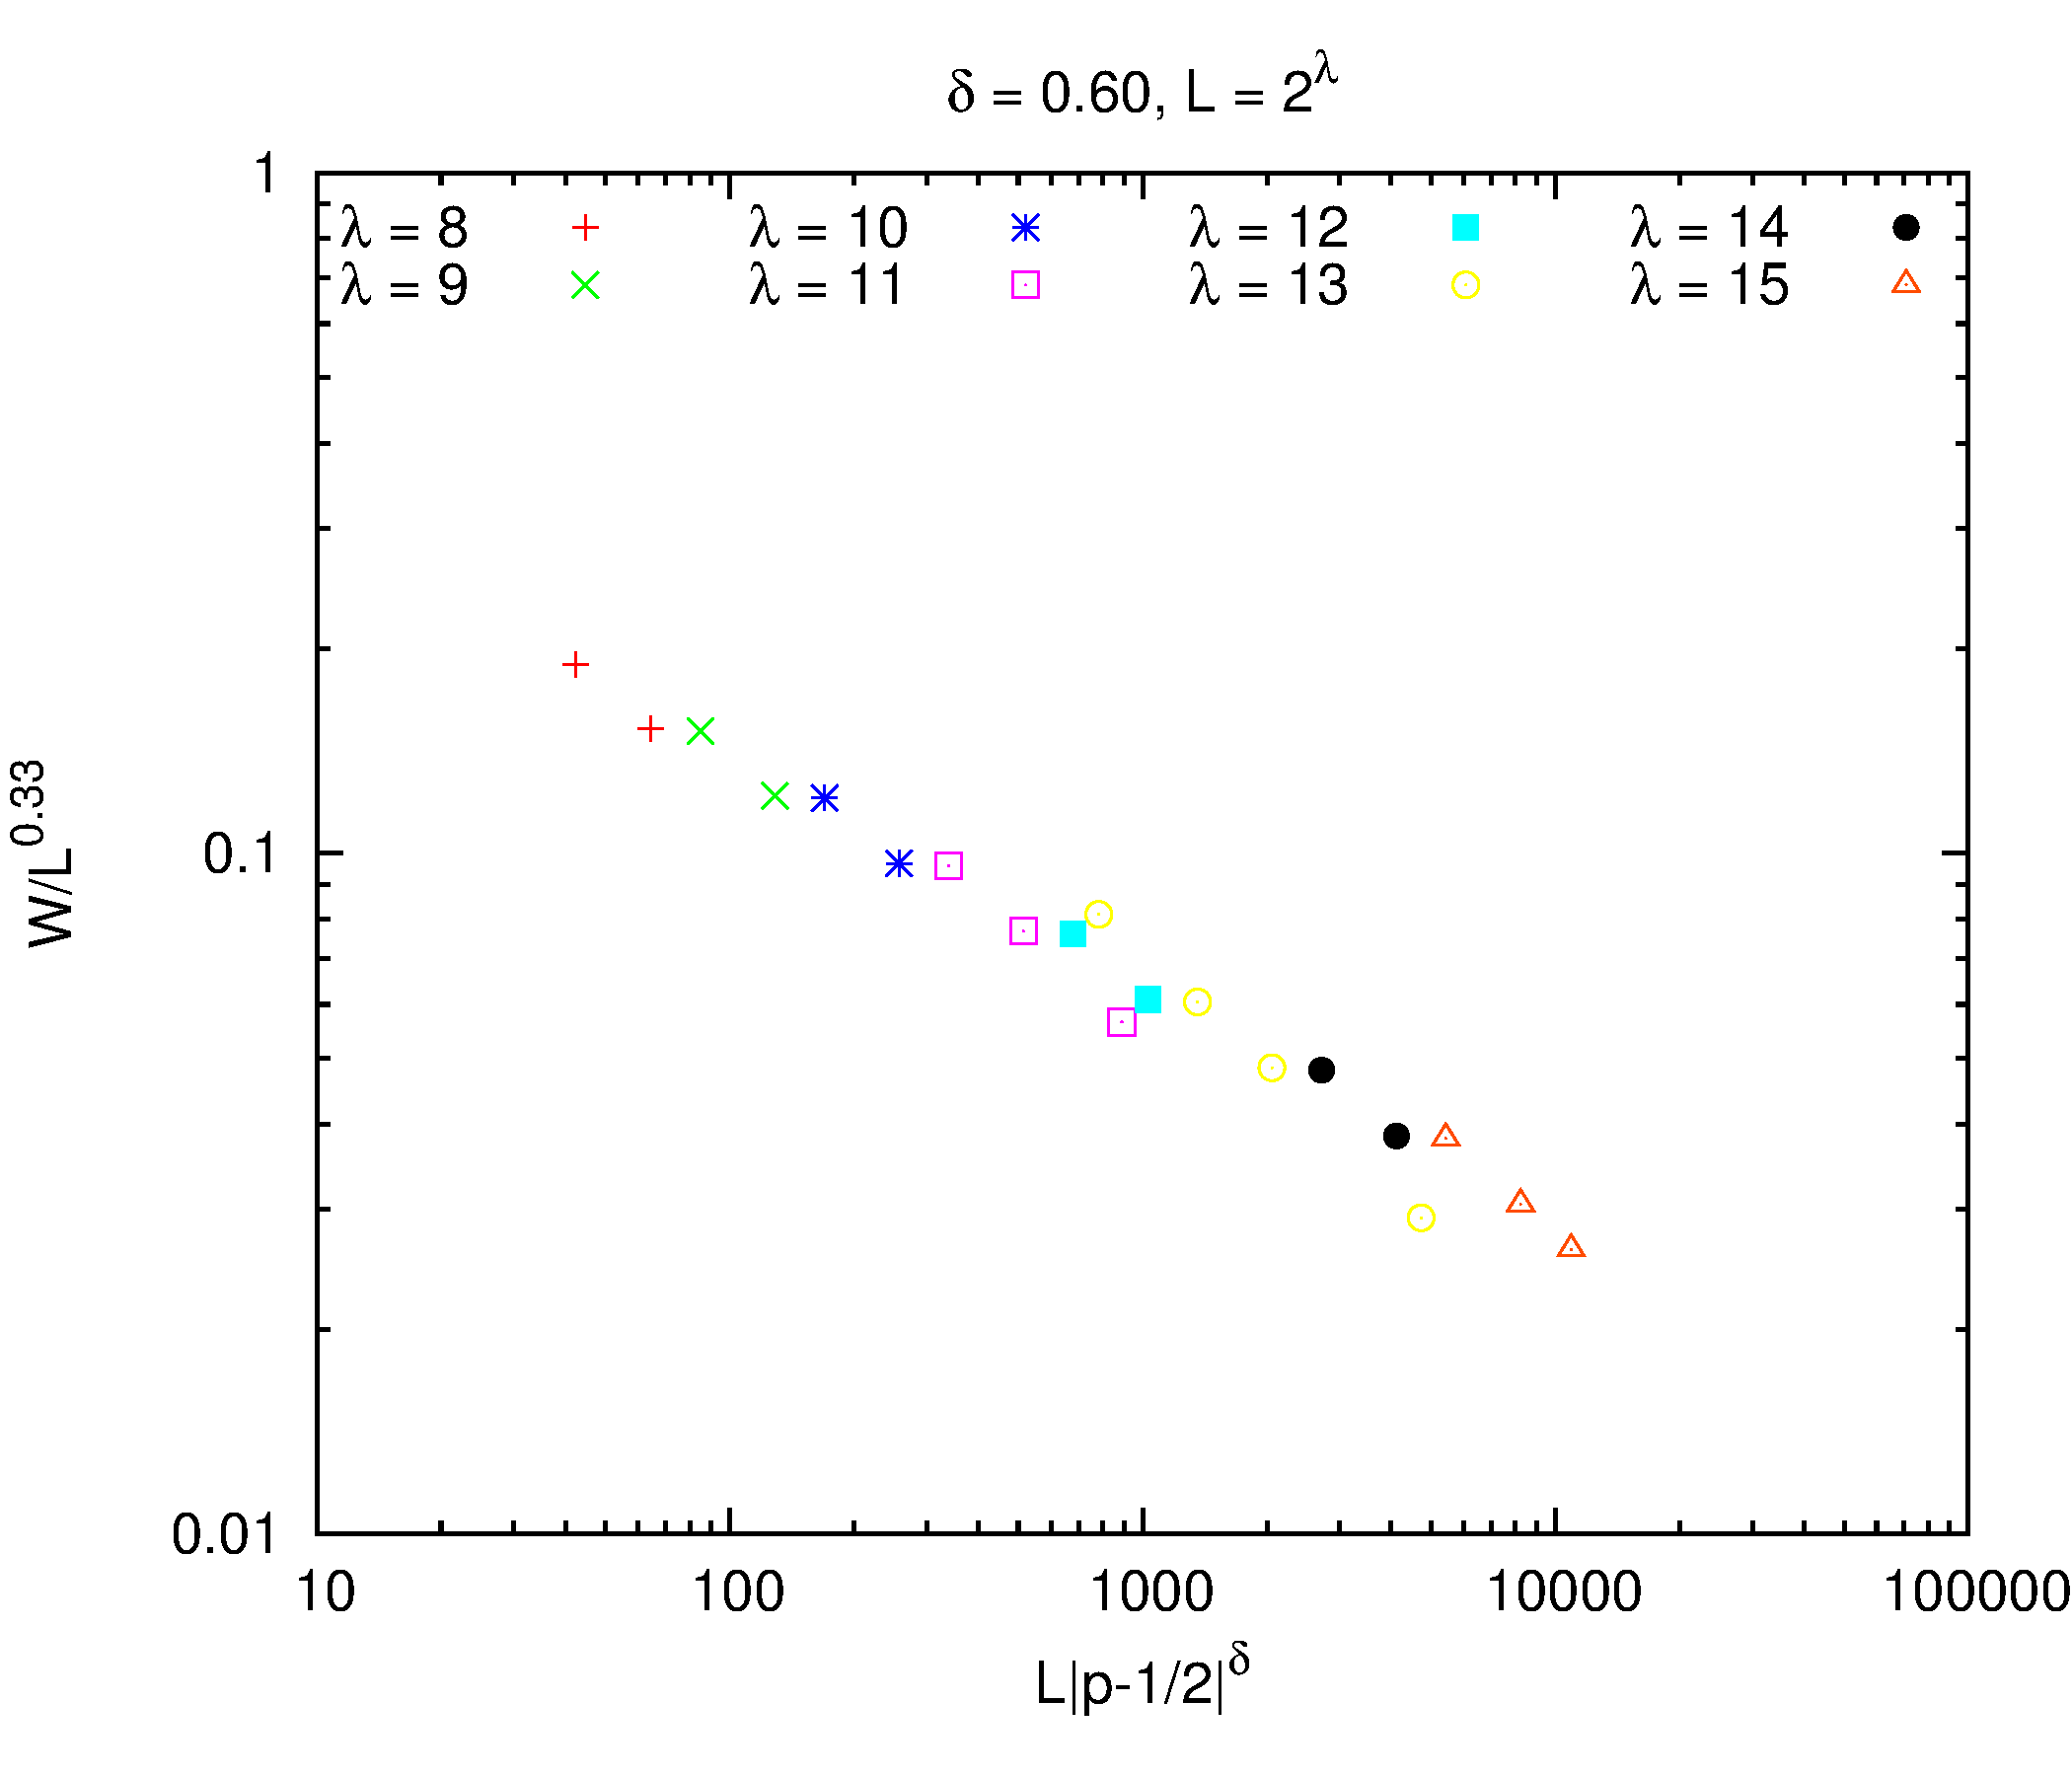 δ = 0.60, L = 2^λ
1
λ = 8 λ = 10 λ = 12 λ = 14
λ = 9 λ = 11 λ = 13 λ = 15
W/L^0.33
0.1
0.01
10 100 1000 10000 100000
L|p-1/2|^δ